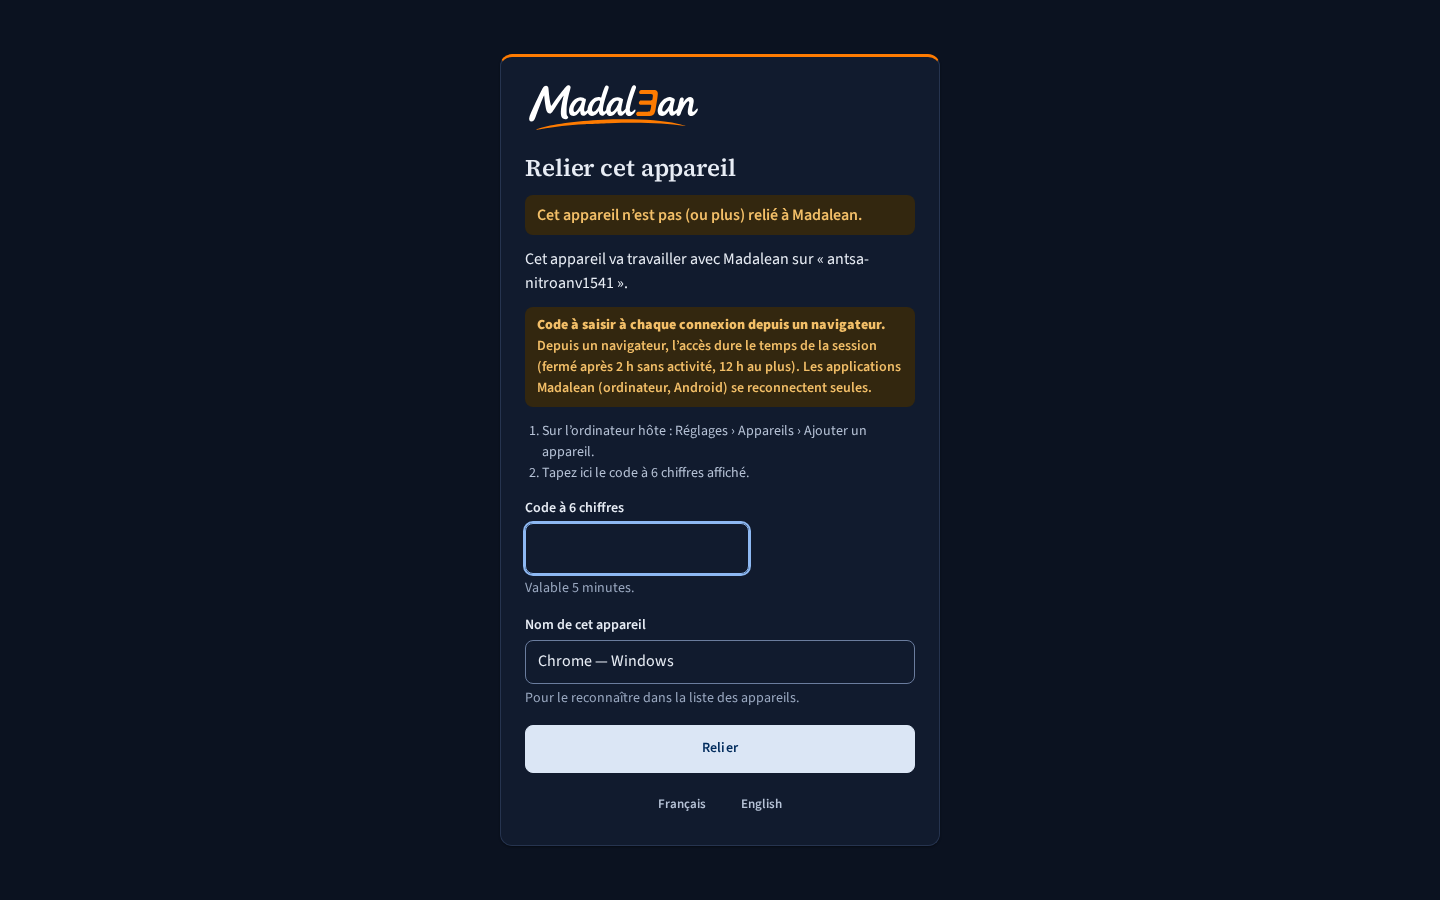 Madal3an
Relier cet appareil
Cet appareil n’est pas (ou plus) relié à Madalean.
Cet appareil va travailler avec Madalean sur « antsa-
nitroanv1541 ».
Code à saisir à chaque connexion depuis un navigateur.
Depuis un navigateur, l’accès dure le temps de la session
(fermé après 2 h sans activité, 12 h au plus). Les applications
Madalean (ordinateur, Android) se reconnectent seules.
1. Sur l’ordinateur hôte : Réglages › Appareils › Ajouter un
appareil.
2. Tapez ici le code à 6 chiffres affiché.
Code à 6 chiffres
Valable 5 minutes.
Nom de cet appareil
Chrome — Windows
Pour le reconnaître dans la liste des appareils.
Relier
Français English